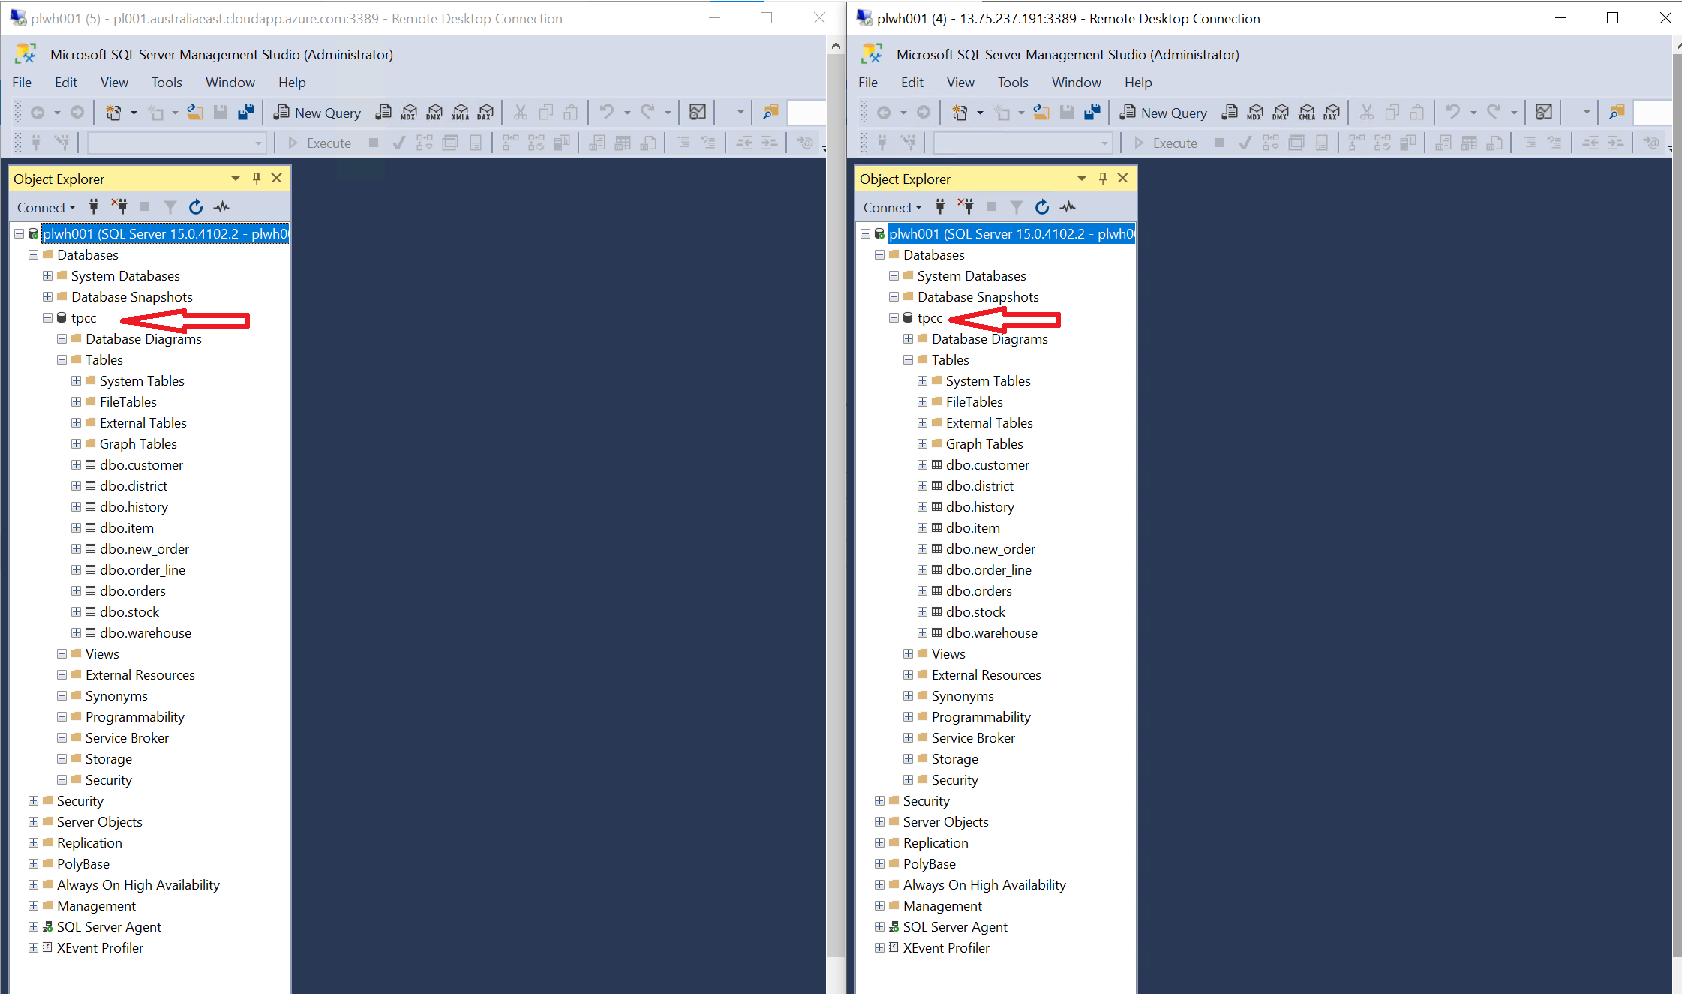 plwh001 (5) - pl001.australiaeast.cloudapp.azure.com:3389 - Remote Desktop Connection
Microsoft SQL Server Management Studio (Administrator)
File Edit View Tools Window Help
New Query MDX DMX XMLA DAX
Execute
Object Explorer
Connect
plwh001 (SQL Server 15.0.4102.2 - plwh0
Databases
System Databases
Database Snapshots
tpcc
Database Diagrams
Tables
System Tables
FileTables
External Tables
Graph Tables
dbo.customer
dbo.district
dbo.history
dbo.item
dbo.new_order
dbo.order_line
dbo.orders
dbo.stock
dbo.warehouse
Views
External Resources
Synonyms
Programmability
Service Broker
Storage
Security
Security
Server Objects
Replication
PolyBase
Always On High Availability
Management
SQL Server Agent
XEvent Profiler
plwh001 (4) - 13.75.237.191:3389 - Remote Desktop Connection
Microsoft SQL Server Management Studio (Administrator)
File Edit View Tools Window Help
New Query MDX DMX XMLA DAX
Execute
Object Explorer
Connect
plwh001 (SQL Server 15.0.4102.2 - plwh0
Databases
System Databases
Database Snapshots
tpcc
Database Diagrams
Tables
System Tables
FileTables
External Tables
Graph Tables
dbo.customer
dbo.district
dbo.history
dbo.item
dbo.new_order
dbo.order_line
dbo.orders
dbo.stock
dbo.warehouse
Views
External Resources
Synonyms
Programmability
Service Broker
Storage
Security
Security
Server Objects
Replication
PolyBase
Always On High Availability
Management
SQL Server Agent
XEvent Profiler